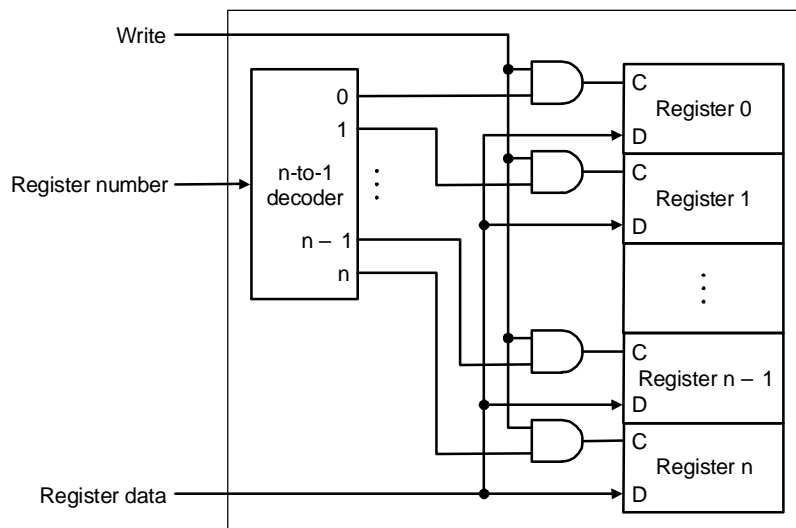 Write
0
1
n-to-1
decoder
n – 1
n
Register number
Register data
C
Register 0
D
C
Register 1
D
C
Register n – 1
D
C
Register n
D